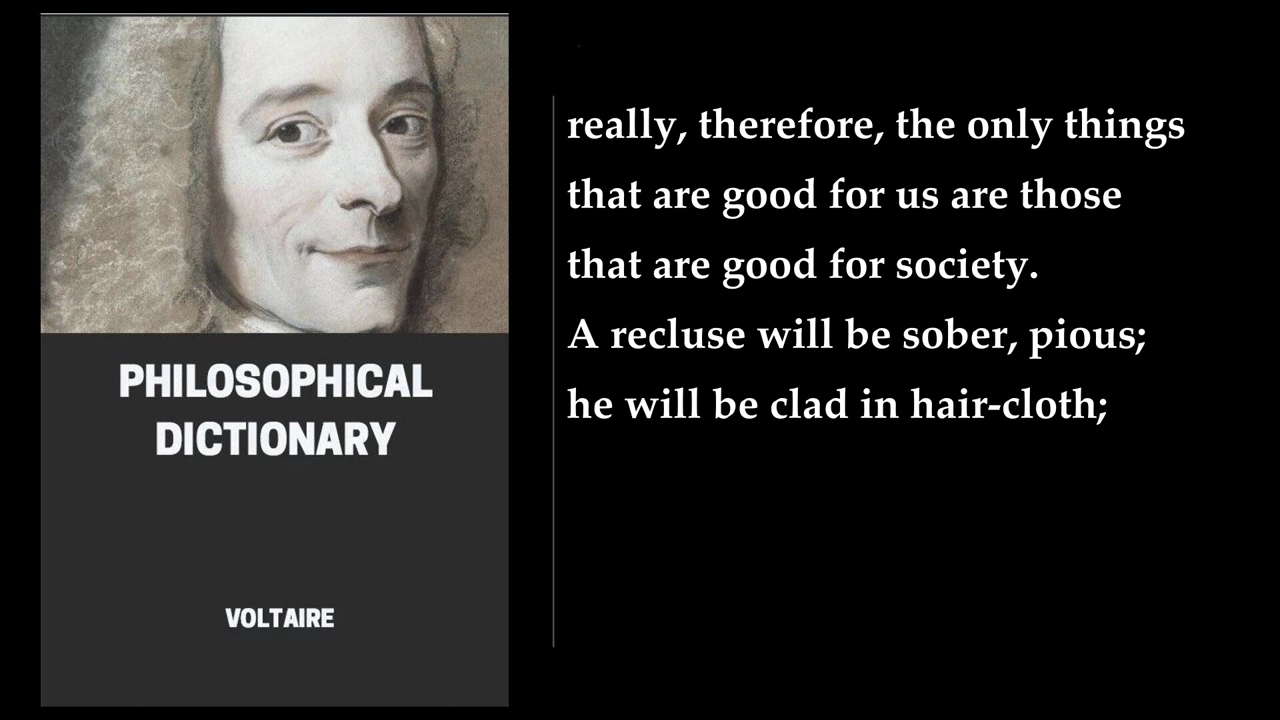 PHILOSOPHICAL
DICTIONARY
VOLTAIRE
really, therefore, the only things
that are good for us are those
that are good for society.
A recluse will be sober, pious;
he will be clad in hair-cloth;